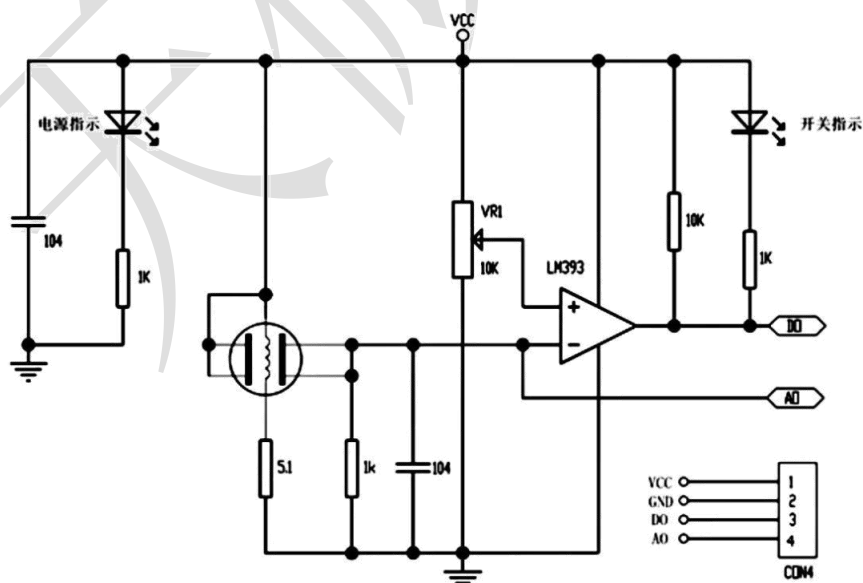 VCC
电源指示
开关指示
104
1K
VR1
10K
LM393
10K
1K
+
-
DO
AO
5.1
1k
104
VCC 1
GND 2
DO 3
AO 4
CON4